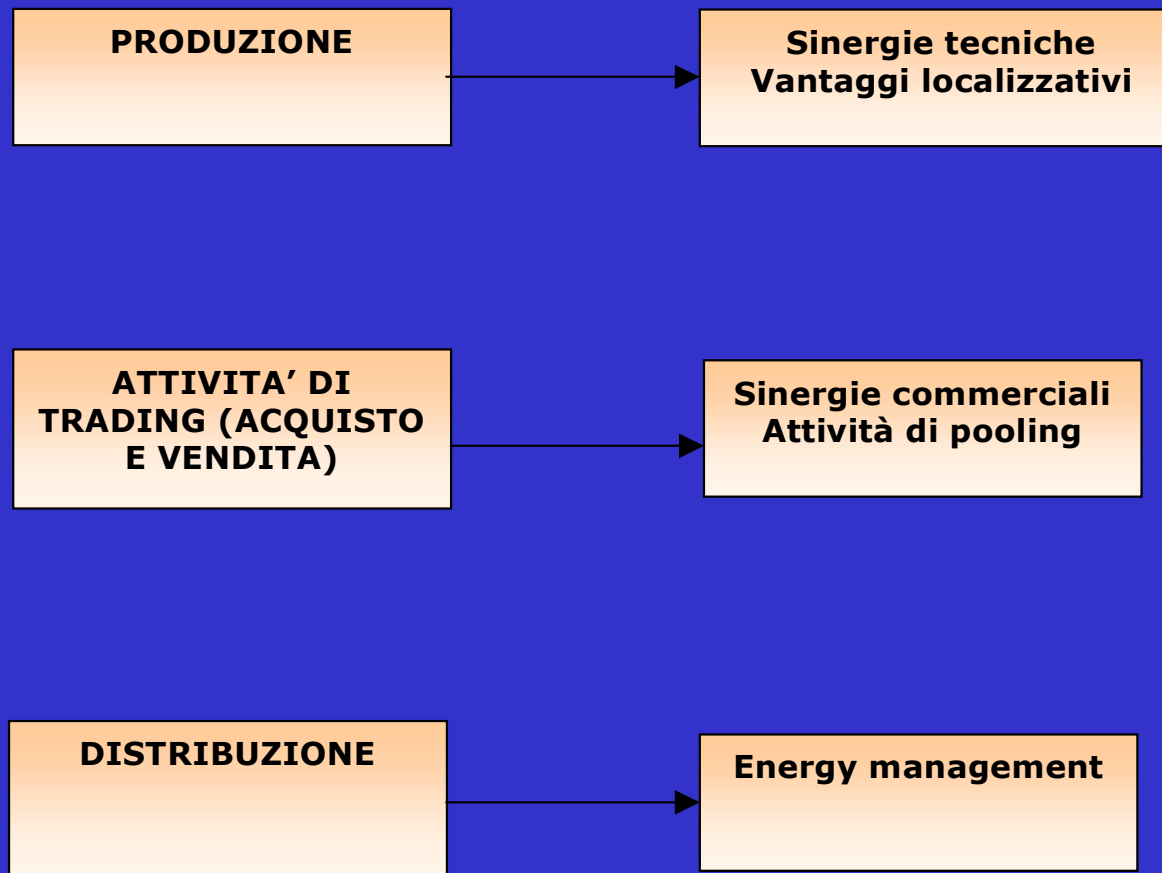 PRODUZIONE
Sinergie tecniche
Vantaggi localizzativi
ATTIVITA’ DI
TRADING (ACQUISTO
E VENDITA)
Sinergie commerciali
Attività di pooling
DISTRIBUZIONE
Energy management